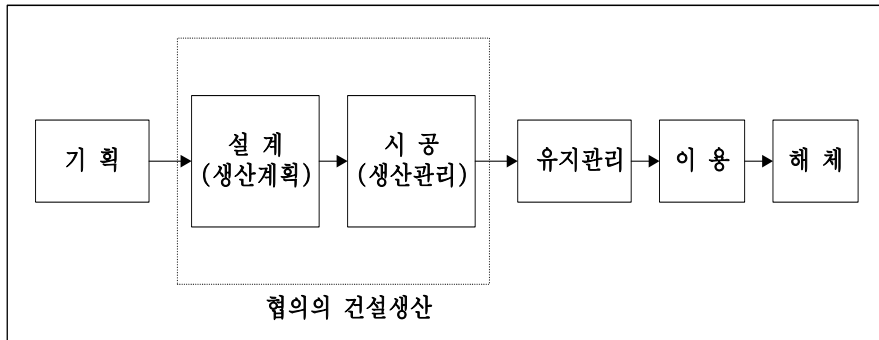 기 획
설 계
(생산계획)
시 공
(생산관리)
유지관리
이 용
해 체
협의의 건설생산